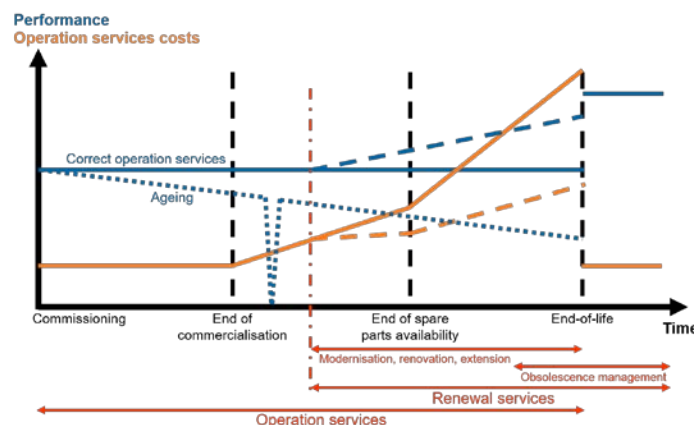 Performance
Operation services costs
Correct operation services
Ageing
Commissioning
End of
commercialisation
End of spare
parts availability
End-of-life
Time
Modernisation, renovation, extension
Obsolescence management
Renewal services
Operation services